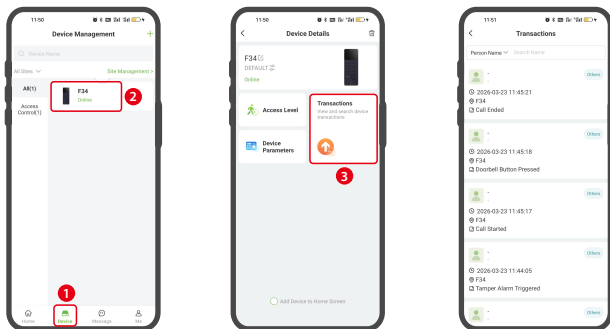 11:50
Device Management
+
Device Name
All Sites
Site Management >
All(1)
F34
Online
2
Access
Control(1)
1
Home
Device
Message
Me
11:50
Device Details
F34
DEFAULT
Online
Access Level
Transactions
View and search device
transactions
Device
Parameters
3
Add Device to Home Screen
11:51
Transactions
Person Name
Search Name
-
Others
2026-03-23 11:45:21
F34
Call Ended
-
Others
2026-03-23 11:45:18
F34
Doorbell Button Pressed
-
Others
2026-03-23 11:45:17
F34
Call Started
-
Others
2026-03-23 11:44:05
F34
Tamper Alarm Triggered
-
Others